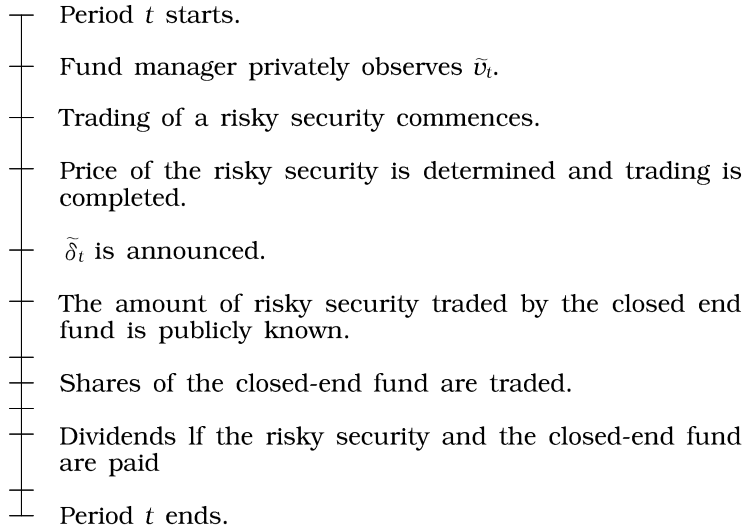 Period t starts.
Fund manager privately observes ṽₜ.
Trading of a risky security commences.
Price of the risky security is determined and trading is
completed.
δ̃ₜ is announced.
The amount of risky security traded by the closed end
fund is publicly known.
Shares of the closed-end fund are traded.
Dividends lf the risky security and the closed-end fund
are paid
Period t ends.